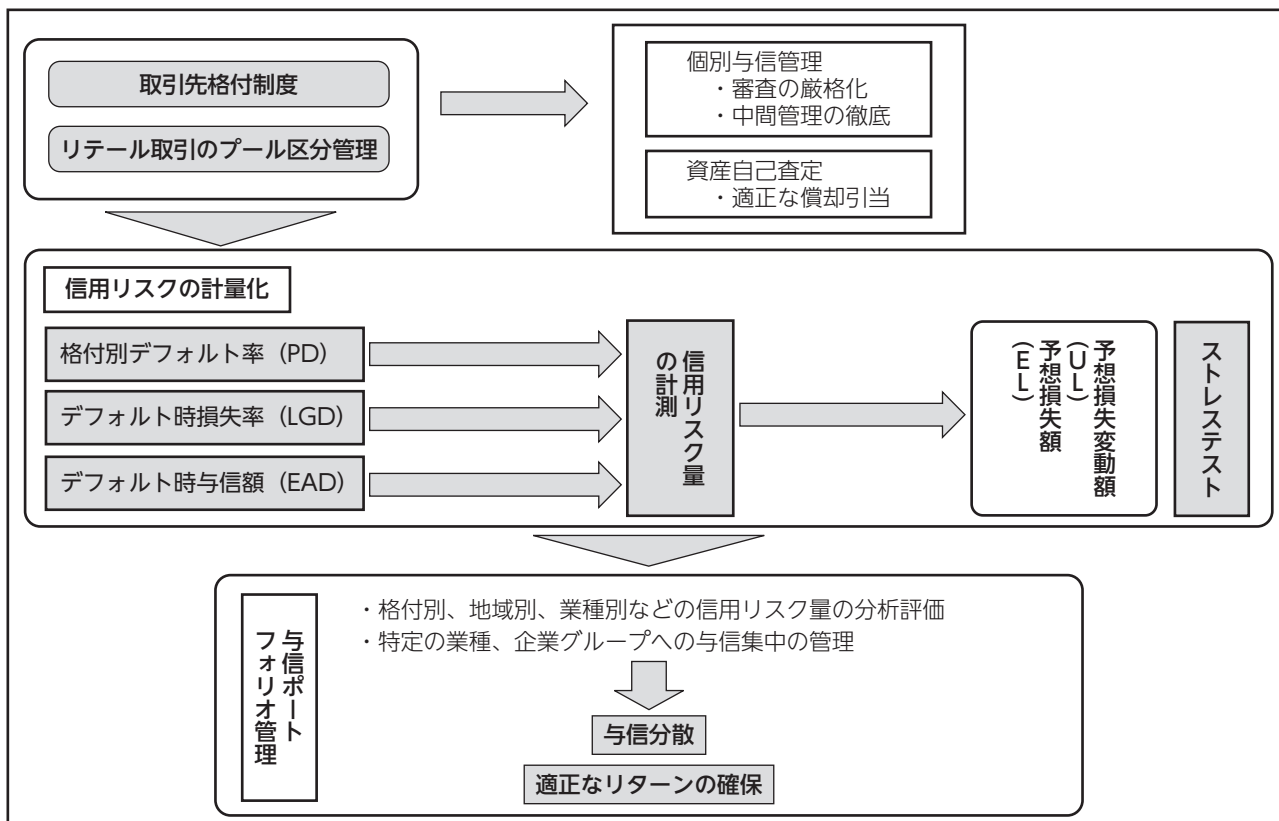 取引先格付制度
リテール取引のプール区分管理
個別与信管理
・審査の厳格化
・中間管理の徹底
資産自己査定
・適正な償却引当
信用リスクの計量化
格付別デフォルト率（PD）
デフォルト時損失率（LGD）
デフォルト時与信額（EAD）
信用リスク量
の計測
予想損失変動額
（UL）
予想損失額
（EL）
ストレステスト
与信ポート
フォリオ管理
・格付別、地域別、業種別などの信用リスク量の分析評価
・特定の業種、企業グループへの与信集中の管理
与信分散
適正なリターンの確保